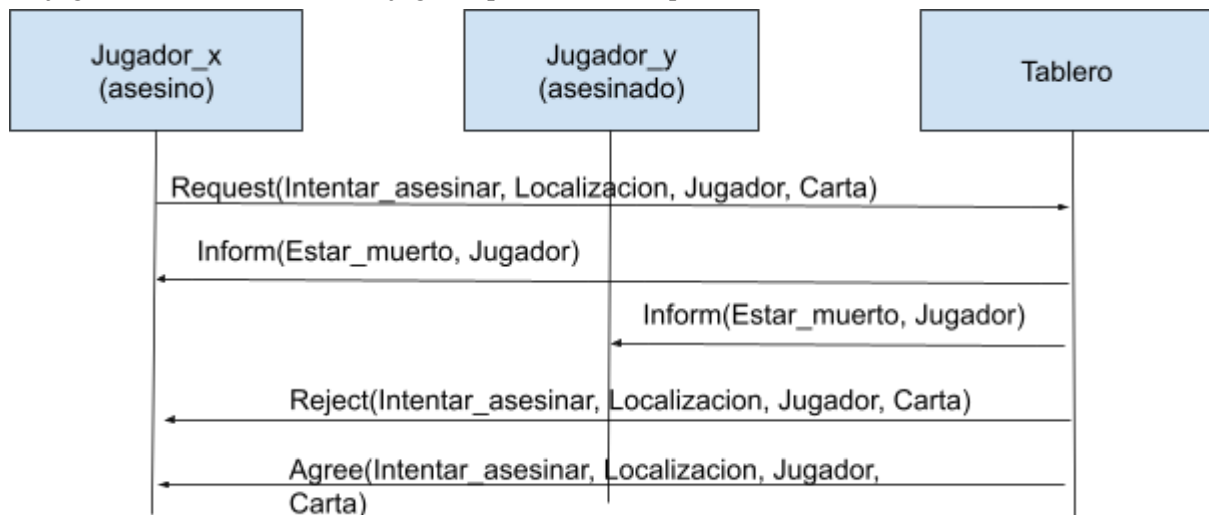 Jugador_x
(asesino)
Jugador_y
(asesinado)
Tablero
Request(Intentar_asesinar, Localizacion, Jugador, Carta)
Inform(Estar_muerto, Jugador)
Inform(Estar_muerto, Jugador)
Reject(Intentar_asesinar, Localizacion, Jugador, Carta)
Agree(Intentar_asesinar, Localizacion, Jugador,
Carta)